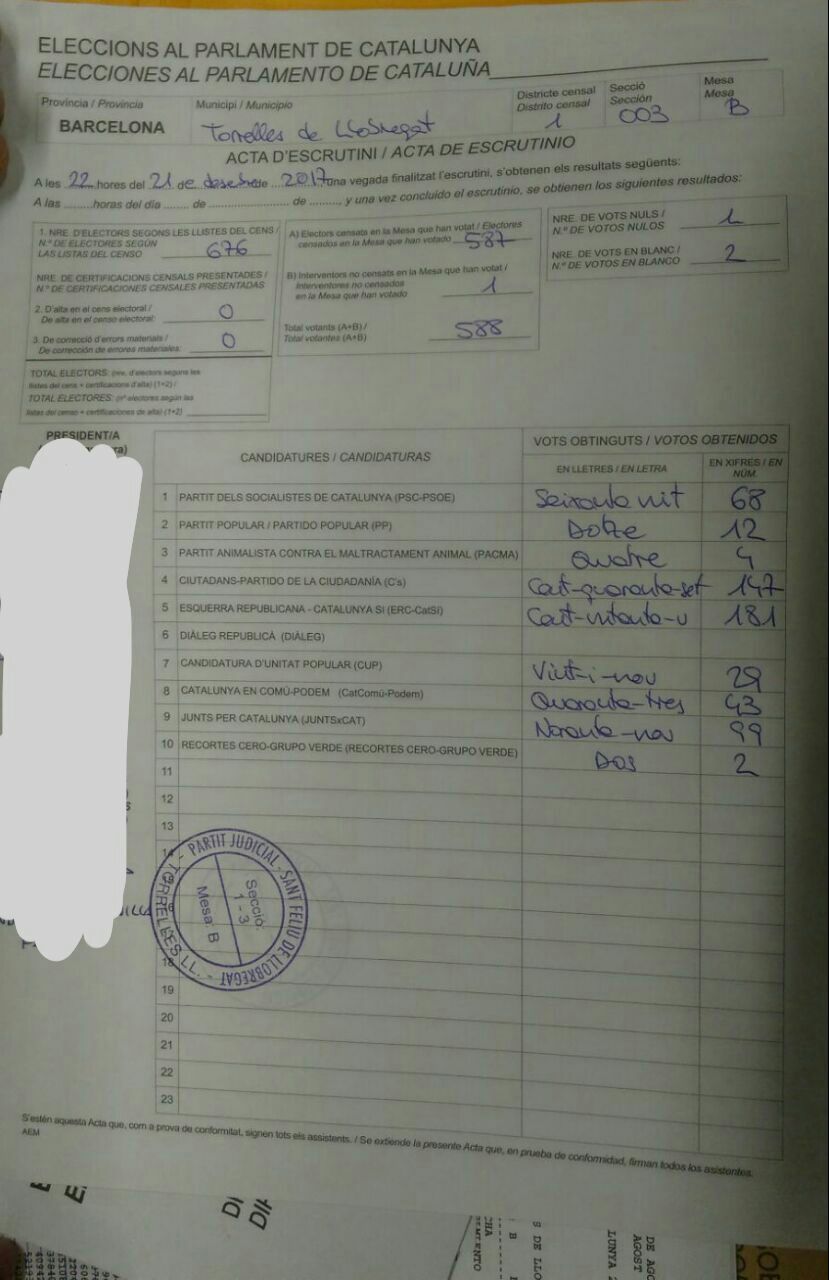 ELECCIONS AL PARLAMENT DE CATALUNYA
ELECCIONES AL PARLAMENTO DE CATALUÑA
Província / Provincia
BARCELONA
Municipi / Municipio
Torrelles de Llobregat
Districte censal
Distrito censal
1
Secció
Sección
003
Mesa
Mesa
B
ACTA D'ESCRUTINI / ACTA DE ESCRUTINIO
A les 22 hores del 21 de desembre de 2017 una vegada finalitzat l'escrutini, s'obtenen els resultats següents:
A las ........horas del día ....... de ........................ de ........., y una vez concluido el escrutinio, se obtienen los siguientes resultados:
1. NRE. D'ELECTORS SEGONS LES LLISTES DEL CENS /
N.º DE ELECTORES SEGÚN
LAS LISTAS DEL CENSO 676
NRE. DE CERTIFICACIONS CENSALS PRESENTADES /
N.º DE CERTIFICACIONES CENSALES PRESENTADAS
2. D'alta en el cens electoral /
De alta en el censo electoral: 0
3. De correcció d'errors materials /
De corrección de errores materiales: 0
TOTAL ELECTORS: (nre. d'electors segons les
llistes del cens + certificacions d'alta) (1+2) /
TOTAL ELECTORES: (nº electores según las
listas del censo + certificaciones de alta) (1+2)
A) Electors censats en la Mesa que han votat / Electores
censados en la Mesa que han votado 587
B) Interventors no censats en la Mesa que han votat /
Interventores no censados
en la Mesa que han votado 1
Total votants (A+B) /
Total votantes (A+B) 588
NRE. DE VOTS NULS /
N.º DE VOTOS NULOS 1
NRE. DE VOTS EN BLANC /
N.º DE VOTOS EN BLANCO 2
PRESIDENT/A
CANDIDATURES / CANDIDATURAS
VOTS OBTINGUTS / VOTOS OBTENIDOS
EN LLETRES / EN LETRA
EN XIFRES / EN
NÚM.
1 PARTIT DELS SOCIALISTES DE CATALUNYA (PSC-PSOE) Seixanta vuit 68
2 PARTIT POPULAR / PARTIDO POPULAR (PP) Dotze 12
3 PARTIT ANIMALISTA CONTRA EL MALTRACTAMENT ANIMAL (PACMA) Quatre 4
4 CIUTADANS-PARTIDO DE LA CIUDADANÍA (C's) Cent-quaranta-set 147
5 ESQUERRA REPUBLICANA - CATALUNYA SI (ERC-CatSí) Cent-vitanta-u 181
6 DIÀLEG REPUBLICÀ (DIÀLEG)
7 CANDIDATURA D'UNITAT POPULAR (CUP) Vint-i-nou 29
8 CATALUNYA EN COMÚ-PODEM (CatComú-Podem) Quaranta-tres 43
9 JUNTS PER CATALUNYA (JUNTSxCAT) Noranta-nou 99
10 RECORTES CERO-GRUPO VERDE (RECORTES CERO-GRUPO VERDE) Dos 2
11
12
13
14
15
16
17
18
19
20
21
22
23
PARTIT JUDICIAL - SANT FELIU DE LLOBREGAT - TORRELLES LL. -
Secció:
1 - 3
Mesa: B
S'estén aquesta Acta que, com a prova de conformitat, signen tots els assistents. / Se extiende la presente Acta que, en prueba de conformidad, firman todos los asistentes.
AEM